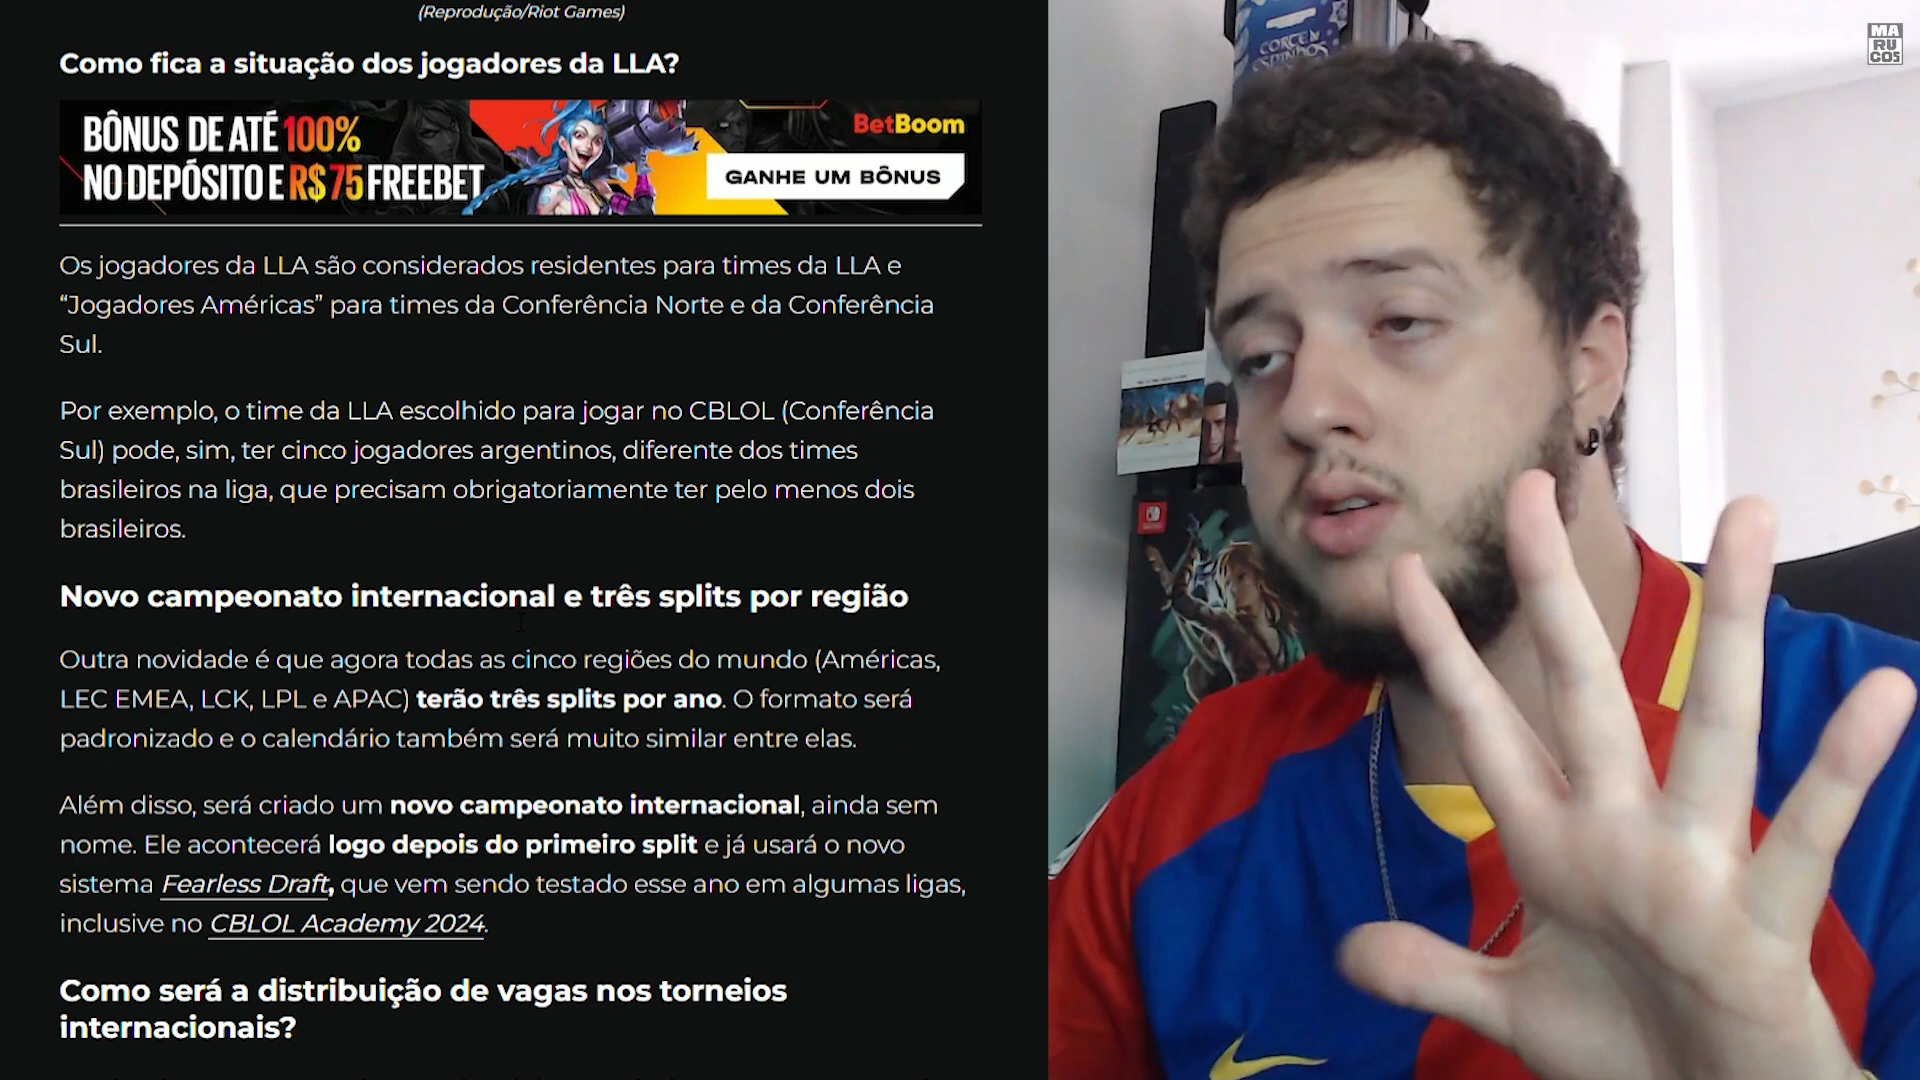 (Reprodução/Riot Games)
Como fica a situação dos jogadores da LLA?
BÔNUS DE ATÉ 100%
NO DEPÓSITO E R$ 75 FREEBET
BetBoom
GANHE UM BÔNUS
Os jogadores da LLA são considerados residentes para times da LLA e
“Jogadores Américas” para times da Conferência Norte e da Conferência
Sul.
Por exemplo, o time da LLA escolhido para jogar no CBLOL (Conferência
Sul) pode, sim, ter cinco jogadores argentinos, diferente dos times
brasileiros na liga, que precisam obrigatoriamente ter pelo menos dois
brasileiros.
Novo campeonato internacional e três splits por região
Outra novidade é que agora todas as cinco regiões do mundo (Américas,
LEC EMEA, LCK, LPL e APAC) terão três splits por ano. O formato será
padronizado e o calendário também será muito similar entre elas.
Além disso, será criado um novo campeonato internacional, ainda sem
nome. Ele acontecerá logo depois do primeiro split e já usará o novo
sistema Fearless Draft, que vem sendo testado esse ano em algumas ligas,
inclusive no CBLOL Academy 2024.
Como será a distribuição de vagas nos torneios
internacionais?
MA
RU
COS
CORTE
ESPINHOS